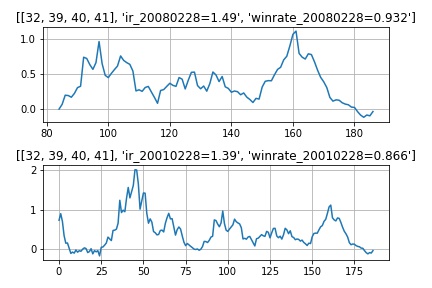 [[32, 39, 40, 41], 'ir_20080228=1.49', 'winrate_20080228=0.932']
1.0
0.5
0.0
80 100 120 140 160 180
[[32, 39, 40, 41], 'ir_20010228=1.39', 'winrate_20010228=0.866']
2
1
0
0 25 50 75 100 125 150 175